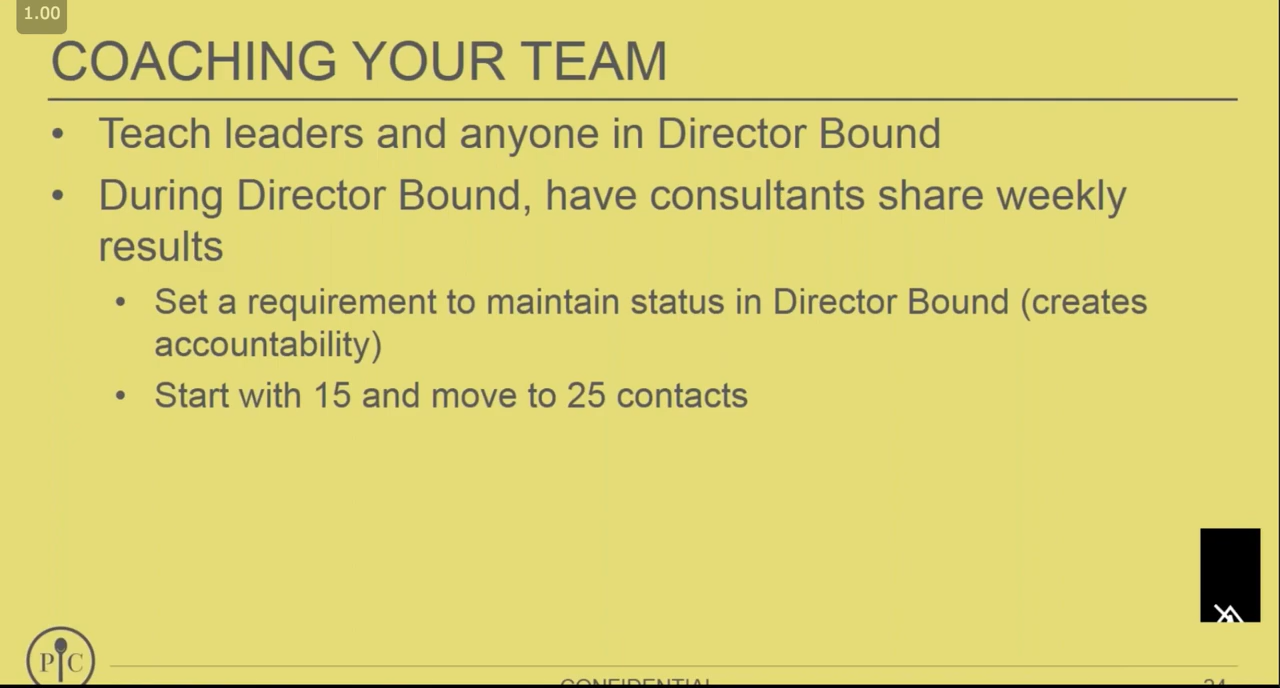 1.00
COACHING YOUR TEAM
• Teach leaders and anyone in Director Bound
• During Director Bound, have consultants share weekly
results
• Set a requirement to maintain status in Director Bound (creates
accountability)
• Start with 15 and move to 25 contacts
P C
CONFIDENTIAL
24